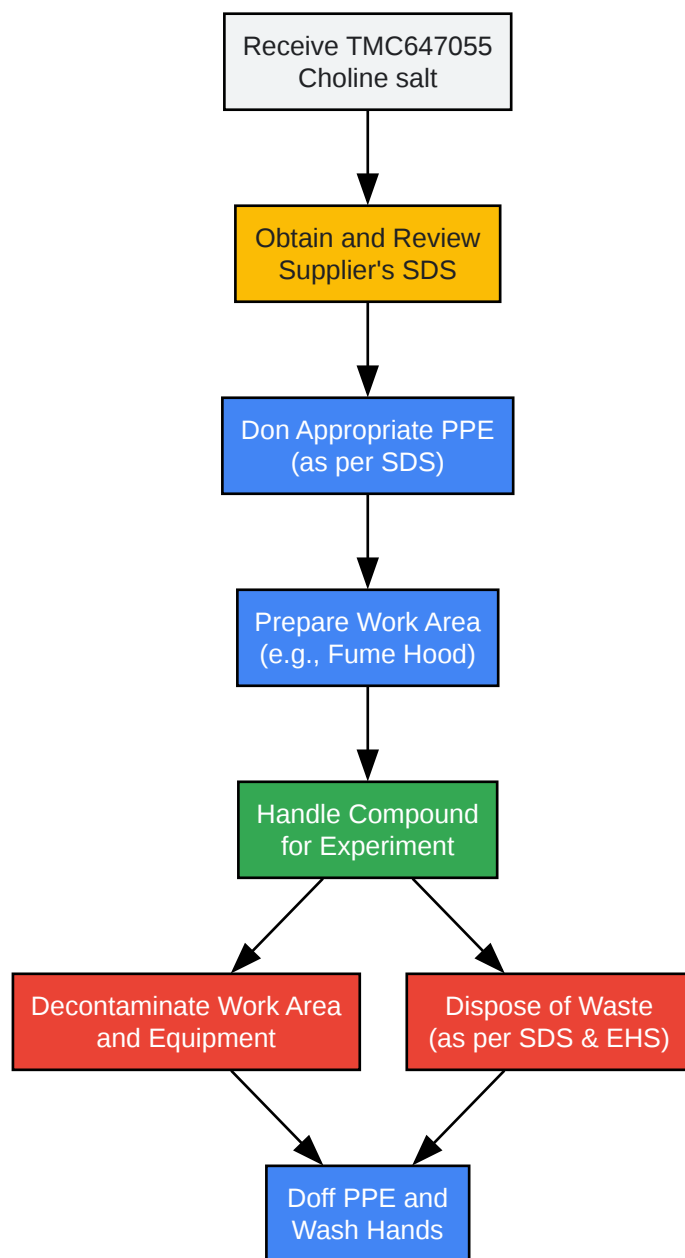 Receive TMC647055
Choline salt
Obtain and Review
Supplier's SDS
Don Appropriate PPE
(as per SDS)
Prepare Work Area
(e.g., Fume Hood)
Handle Compound
for Experiment
Decontaminate Work Area
and Equipment
Dispose of Waste
(as per SDS & EHS)
Doff PPE and
Wash Hands